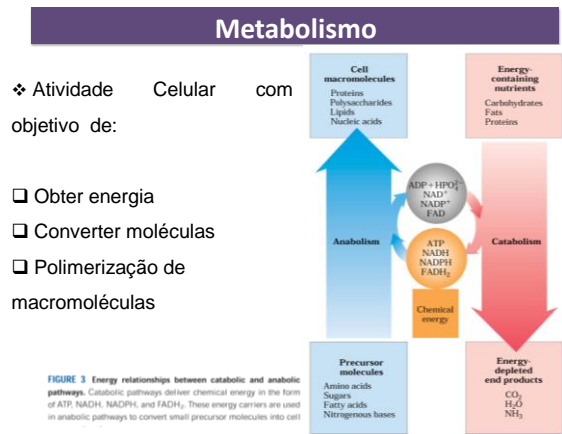 Metabolismo
❖ Atividade Celular com
objetivo de:
❑ Obter energia
❑ Converter moléculas
❑ Polimerização de
macromoléculas
Cell
macromolecules
Proteins
Polysaccharides
Lipids
Nucleic acids
Energy-
containing
nutrients
Carbohydrates
Fats
Proteins
ADP+HPO₄²⁻
NAD⁺
NADP⁺
FAD
Anabolism
ATP
NADH
NADPH
FADH₂
Catabolism
Chemical
energy
Precursor
molecules
Amino acids
Sugars
Fatty acids
Nitrogenous bases
Energy-
depleted
end products
CO₂
H₂O
NH₃
FIGURE 3 Energy relationships between catabolic and anabolic
pathways. Catabolic pathways deliver chemical energy in the form
of ATP, NADH, NADPH, and FADH₂. These energy carriers are used
in anabolic pathways to convert small precursor molecules into cell